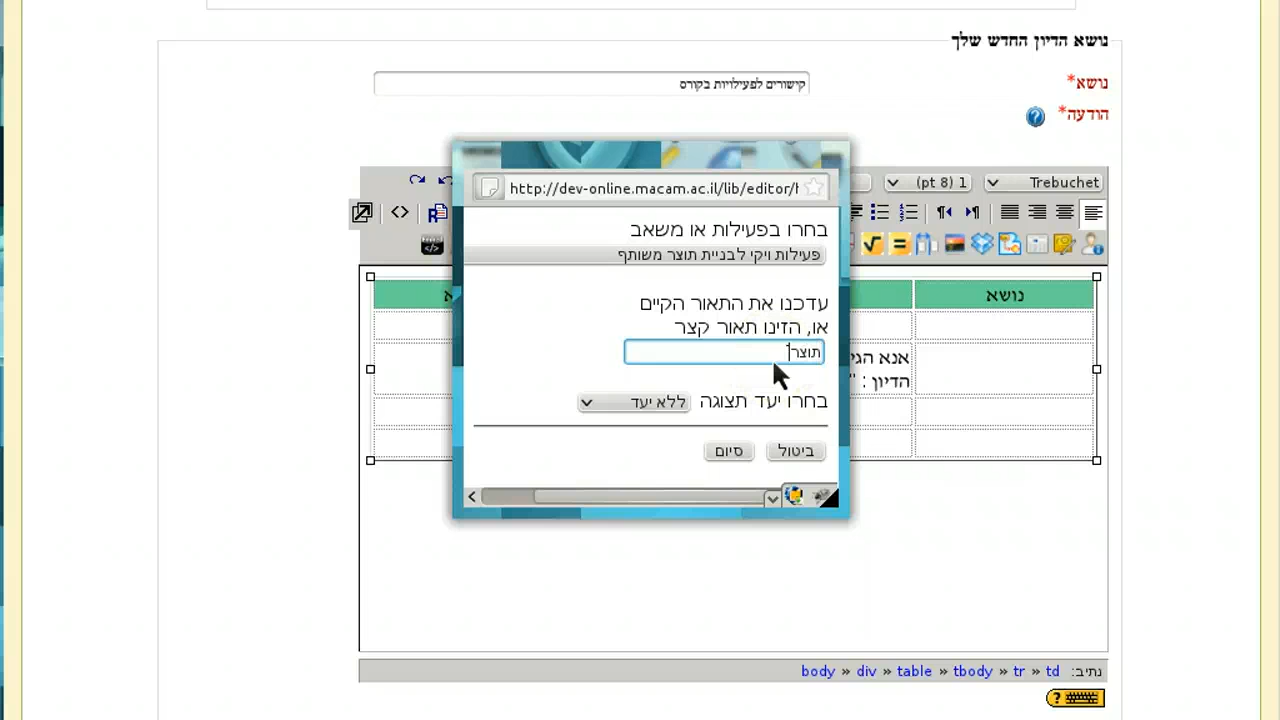 נושא הדיון החדש שלך
נושא*
קישורים לפעילויות בקורס
הודעה*
Trebuchet
1 (8 pt)
http://dev-online.macam.ac.il/lib/editor/
בחרו בפעילות או משאב
פעילות ויקי לבניית תוצר משותף
עדכנו את התאור הקיים
או, הזינו תאור קצר
תוצר
בחרו יעד תצוגה
ללא יעד
ביטול
סיום
נושא
אנא הגי
הדיון : "
נתיב: body » div » table » tbody » tr » td